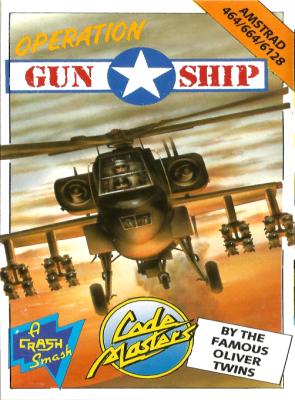 OPERATION
GUN SHIP
AMSTRAD
464/664/6128
A
CRASH
Smash
Code
Masters
BY THE
FAMOUS
OLIVER
TWINS